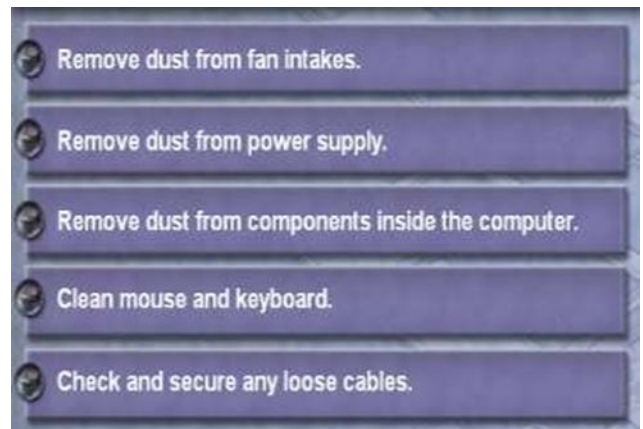 Remove dust from fan intakes.
Remove dust from power supply.
Remove dust from components inside the computer.
Clean mouse and keyboard.
Check and secure any loose cables.